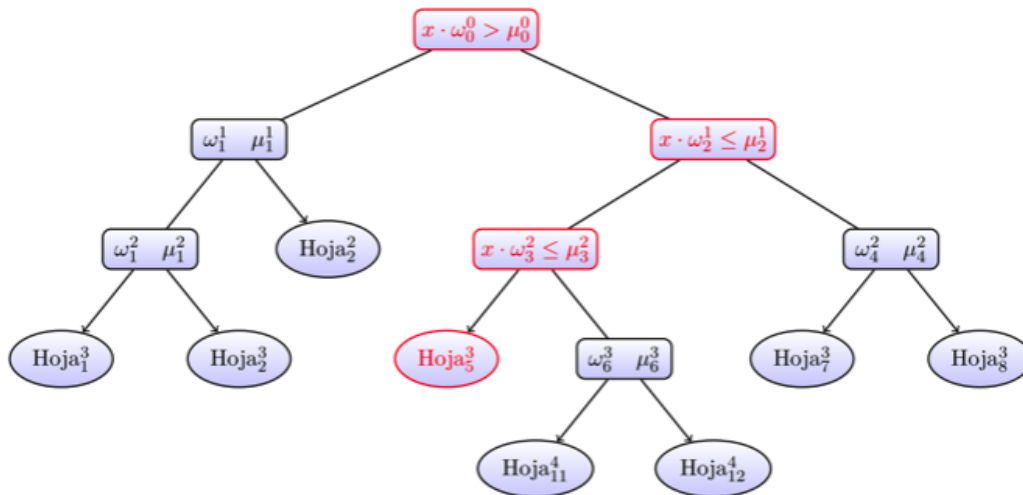 x · ω₀⁰ > μ₀⁰
ω₁¹ μ₁¹
x · ω₂¹ ≤ μ₂¹
ω₁² μ₁²
Hoja₂²
x · ω₃² ≤ μ₃²
ω₄² μ₄²
Hoja₁³
Hoja₂³
Hoja₅³
ω₆³ μ₆³
Hoja₇³
Hoja₈³
Hoja₁₁⁴
Hoja₁₂⁴